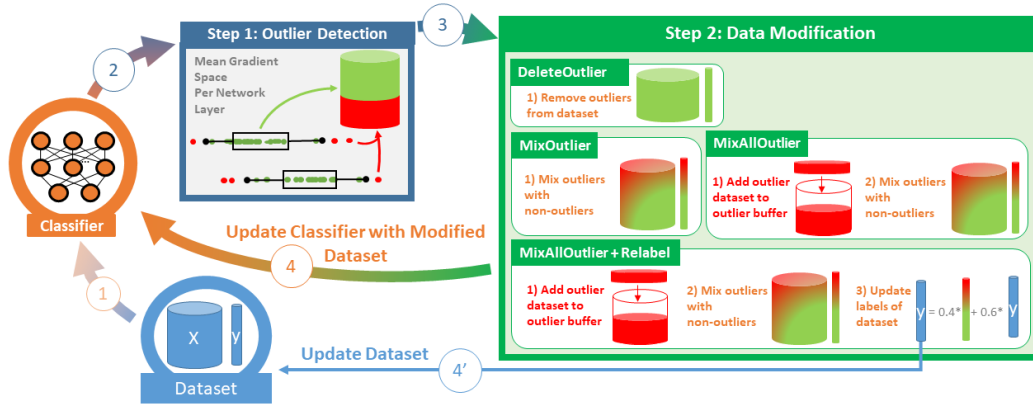 2
Step 1: Outlier Detection
Mean Gradient
Space
Per Network
Layer
3
Step 2: Data Modification
DeleteOutlier
1) Remove outliers
from dataset
MixOutlier
1) Mix outliers
with
non-outliers
MixAllOutlier
1) Add outlier
dataset to
outlier buffer
2) Mix outliers
with
non-outliers
MixAllOutlier + Relabel
1) Add outlier
dataset to
outlier buffer
2) Mix outliers
with
non-outliers
3) Update
labels of
dataset
y = 0.4* + 0.6* y
...
Classifier
Update Classifier with Modified
Dataset
4
1
X y
Dataset
Update Dataset
4'